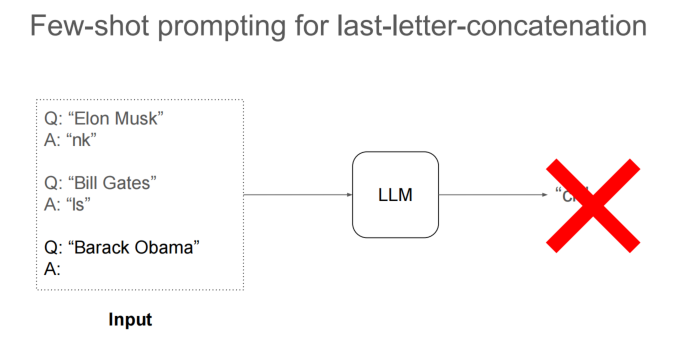 Few-shot prompting for last-letter-concatenation
Q: “Elon Musk”
A: “nk”
Q: “Bill Gates”
A: “ls”
Q: “Barack Obama”
A:
Input
LLM